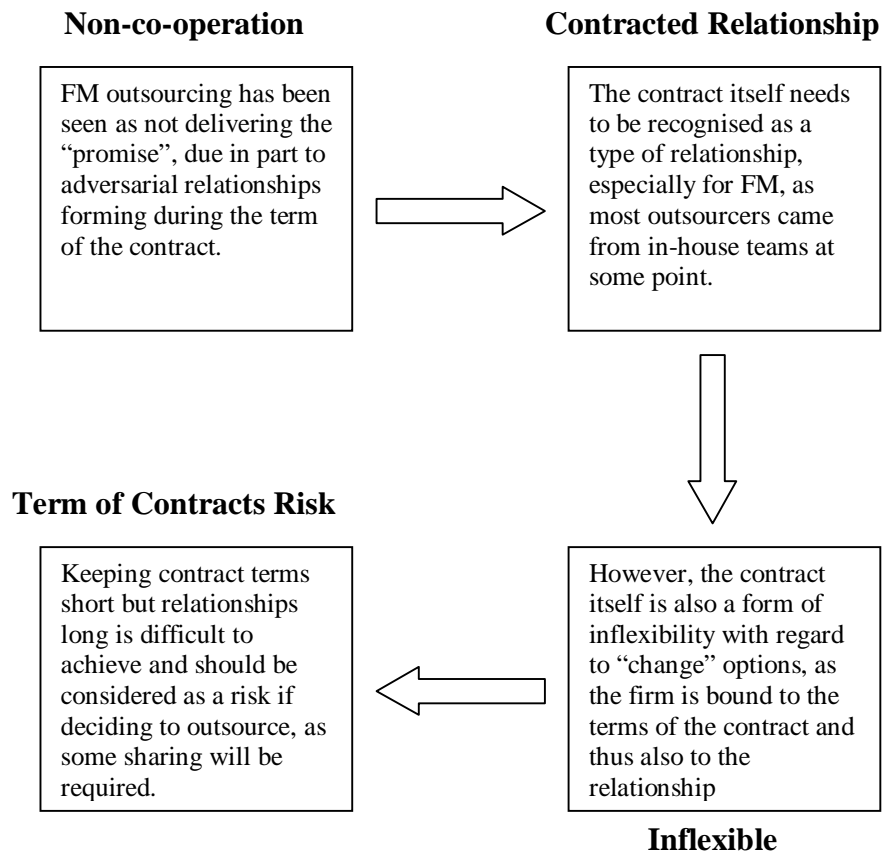 Non-co-operation
FM outsourcing has been
seen as not delivering the
“promise”, due in part to
adversarial relationships
forming during the term
of the contract.
Contracted Relationship
The contract itself needs
to be recognised as a
type of relationship,
especially for FM, as
most outsourcers came
from in-house teams at
some point.
However, the contract
itself is also a form of
inflexibility with regard
to “change” options, as
the firm is bound to the
terms of the contract and
thus also to the
relationship
Inflexible
Term of Contracts Risk
Keeping contract terms
short but relationships
long is difficult to
achieve and should be
considered as a risk if
deciding to outsource, as
some sharing will be
required.